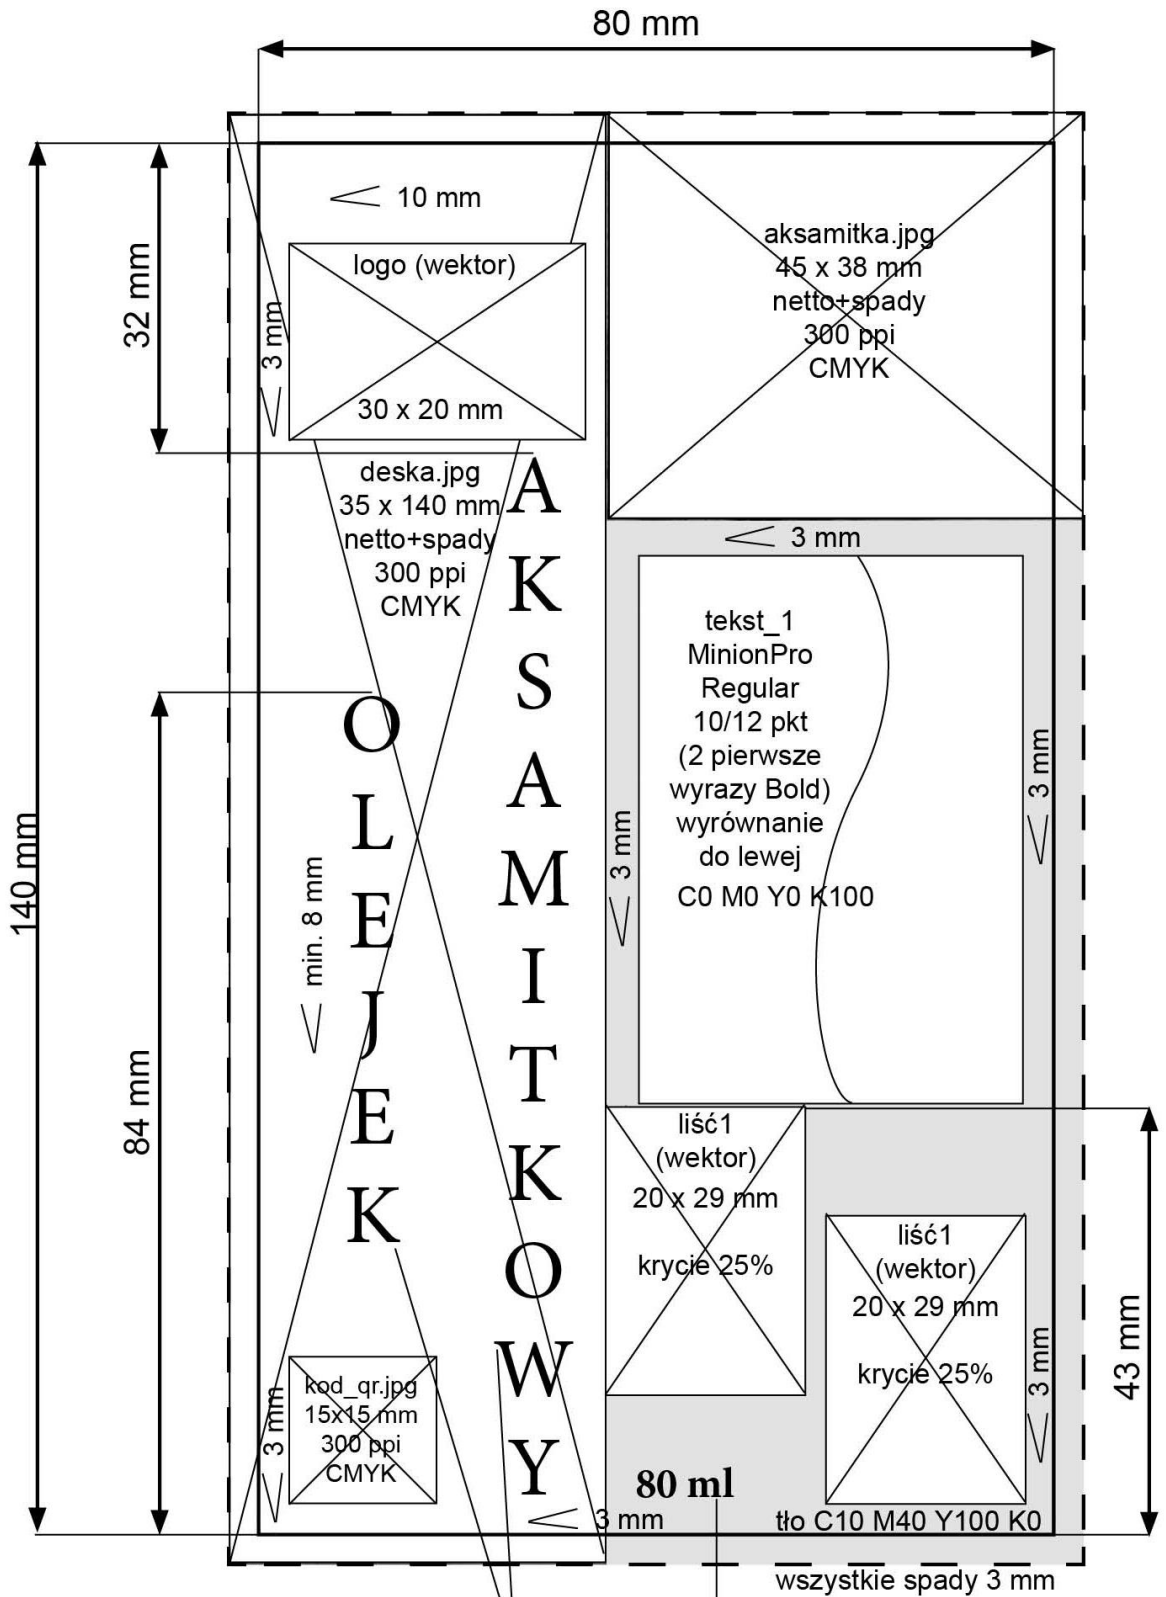 80 mm
10 mm
logo (wektor)
30 x 20 mm
3 mm
32 mm
aksamitka.jpg
45 x 38 mm
netto+spady
300 ppi
CMYK
deska.jpg
35 x 140 mm
netto+spady
300 ppi
CMYK
A
K
S
A
M
I
T
K
O
W
Y
O
L
E
J
E
K
3 mm
tekst_1
MinionPro
Regular
10/12 pkt
(2 pierwsze
wyrazy Bold)
wyrównanie
do lewej
C0 M0 Y0 K100
3 mm
3 mm
140 mm
min. 8 mm
84 mm
liść1
(wektor)
20 x 29 mm
krycie 25%
liść1
(wektor)
20 x 29 mm
krycie 25%
3 mm
43 mm
kod_qr.jpg
15x15 mm
300 ppi
CMYK
3 mm
80 ml
3 mm
tło C10 M40 Y100 K0
wszystkie spady 3 mm